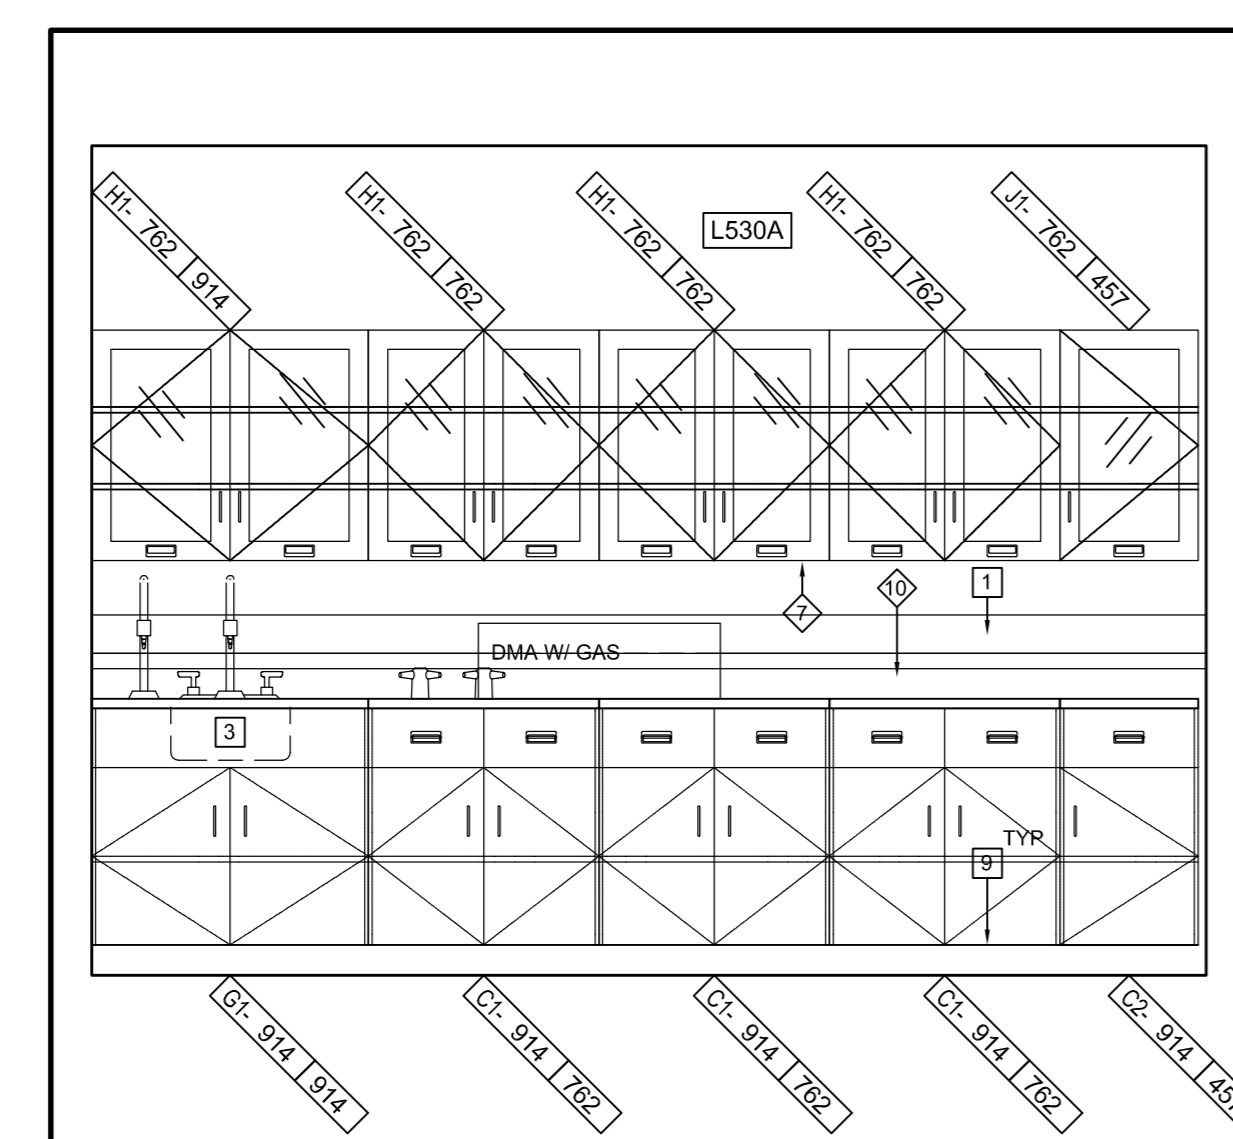 H1- 762 914
H1- 762 762
H1- 762 762
L530A
H1- 762 762
J1- 762 457
7
10
1
DMA W/ GAS
3
TYP
9
G1- 914 914
C1- 914 762
C1- 914 762
C1- 914 762
C2- 914